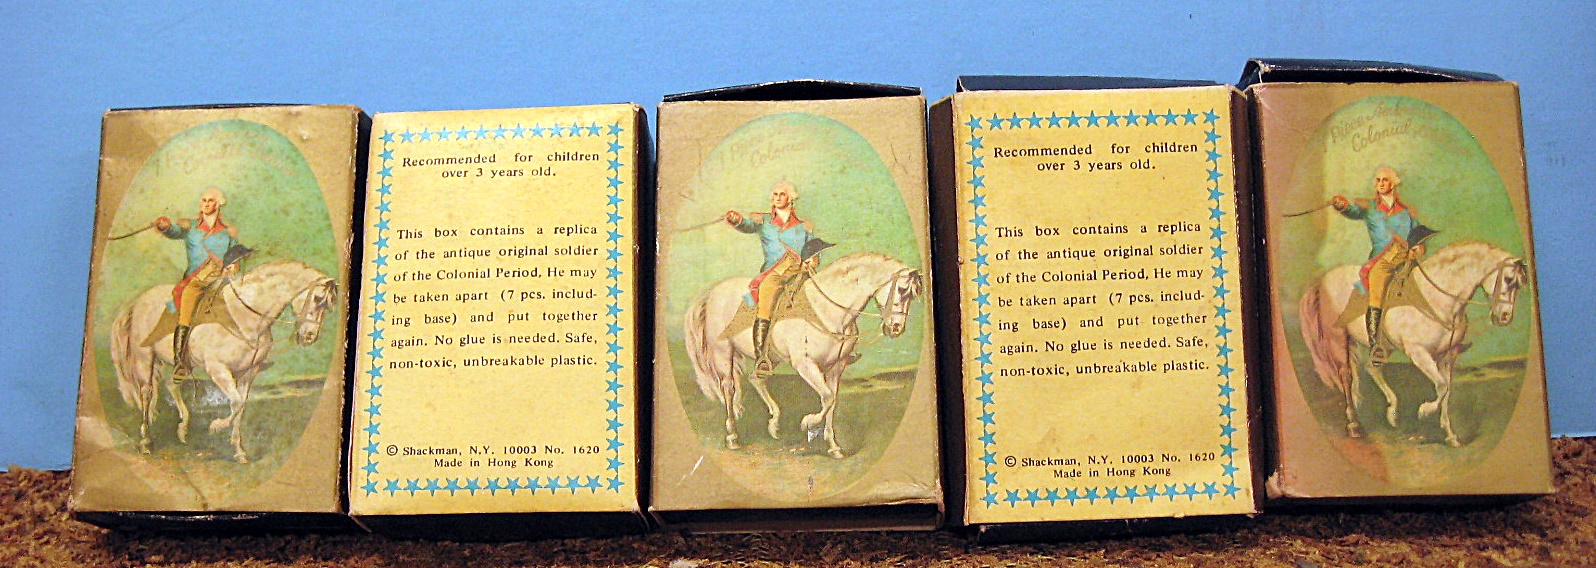 Colonial
Recommended for children
over 3 years old.
This box contains a replica
of the antique original soldier
of the Colonial Period, He may
be taken apart (7 pcs. includ-
ing base) and put together
again. No glue is needed. Safe,
non-toxic, unbreakable plastic.
© Shackman, N.Y. 10003 No. 1620
Made in Hong Kong
Piece
Colonial
Recommended for children
over 3 years old.
This box contains a replica
of the antique original soldier
of the Colonial Period, He may
be taken apart (7 pcs. includ-
ing base) and put together
again. No glue is needed. Safe,
non-toxic, unbreakable plastic.
© Shackman, N.Y. 10003 No. 1620
Made in Hong Kong
Piece
Colonial